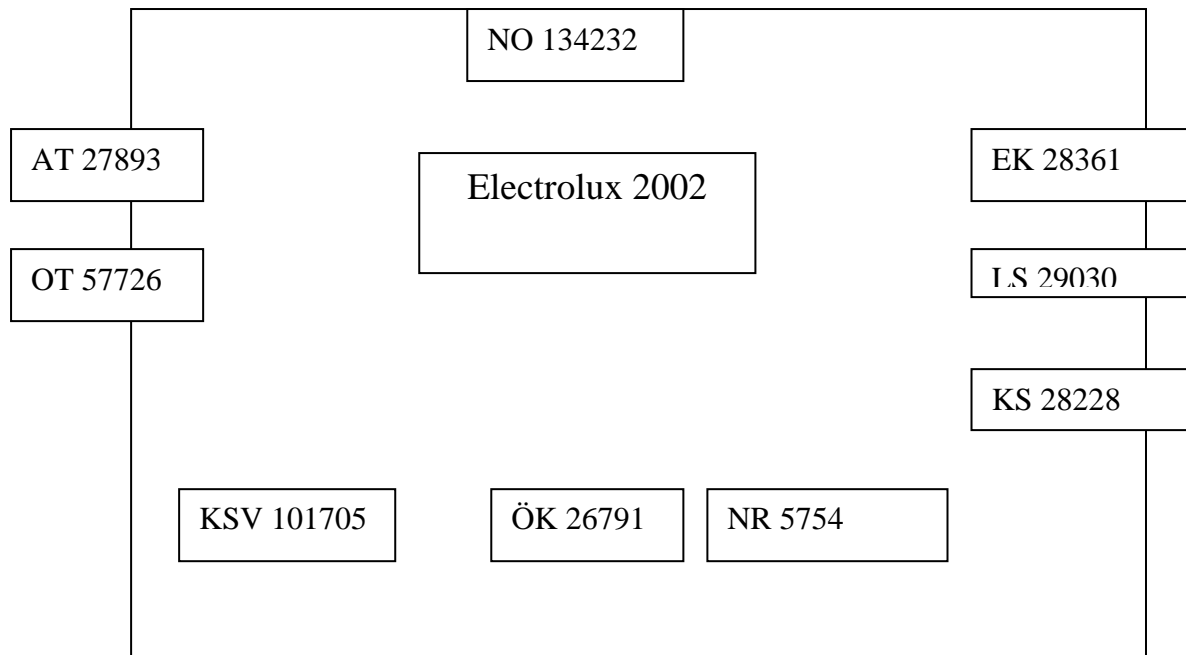 NO 134232
AT 27893
EK 28361
Electrolux 2002
OT 57726
LS 29030
KS 28228
KSV 101705
ÖK 26791
NR 5754